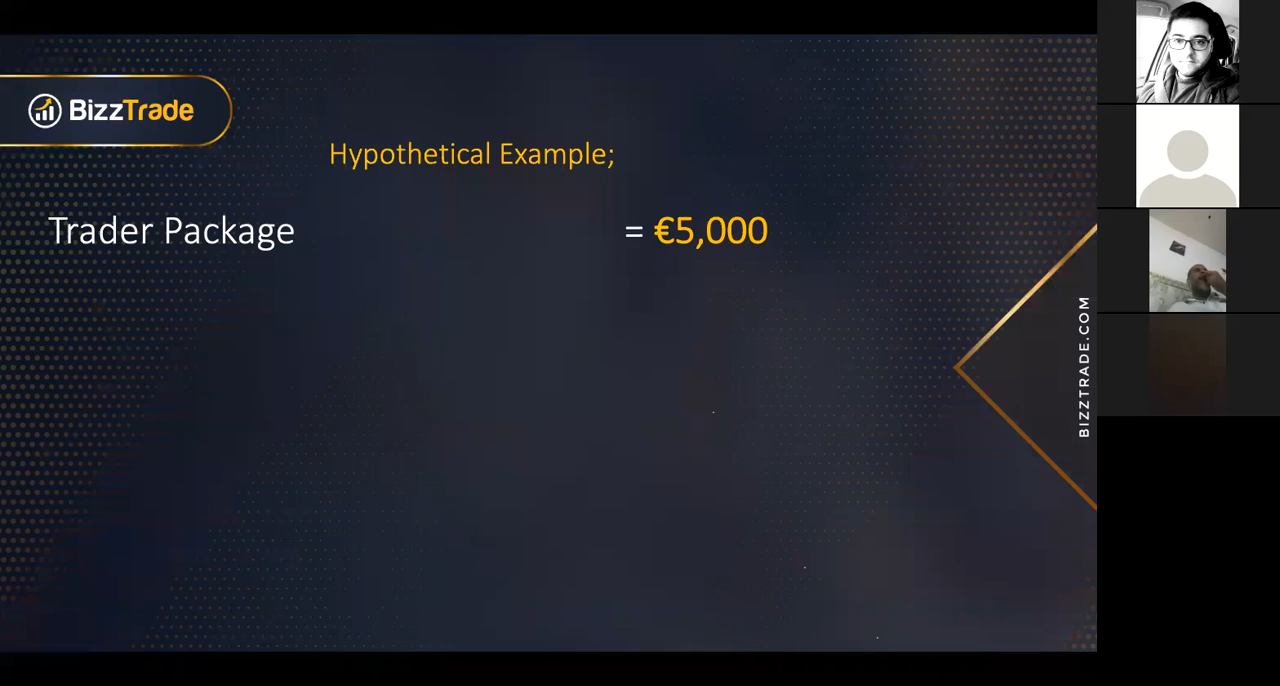 BizzTrade
Hypothetical Example;
Trader Package = €5,000
BIZZTRADE.COM